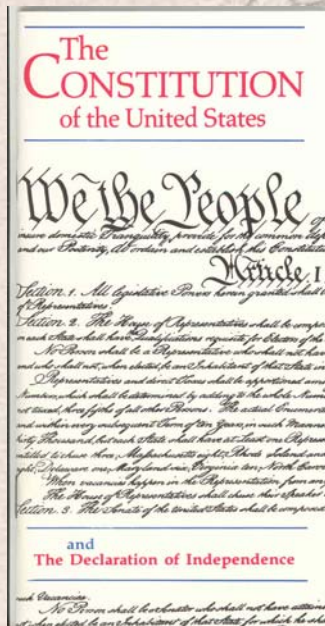 The
CONSTITUTION
of the United States
We the People of
insure domestic Tranquility, provide for the common
and our Posterity, do ordain and establish this Constitution
Article. I
Section. 1. All legislative Powers herein granted shall
of Representatives.
Section. 2. The House of Representatives shall be
in each State shall have Qualifications requisite for Electors of the
No Person shall be a Representative who shall not have
and who shall not, when elected, be an Inhabitant of that State in
Representatives and direct Taxes shall be apportioned
Numbers, which shall be determined by adding to the whole
not taxed, three fifths of all other Persons. The actual
and within every subsequent Term of ten Years, in such Manner
thirty Thousand, but each State shall have at Least one
entitled to chuse three, Massachusetts eight, Rhode Island and
eight, Delaware one, Maryland six, Virginia ten, North
When vacancies happen in the Representation from any
The House of Representatives shall chuse their Speaker
Section. 3. The Senate of the United States shall be
and
The Declaration of Independence
such Vacancies.
No Person shall be a Senator who shall not have
not, when elected, be an Inhabitant of that State for which he shall